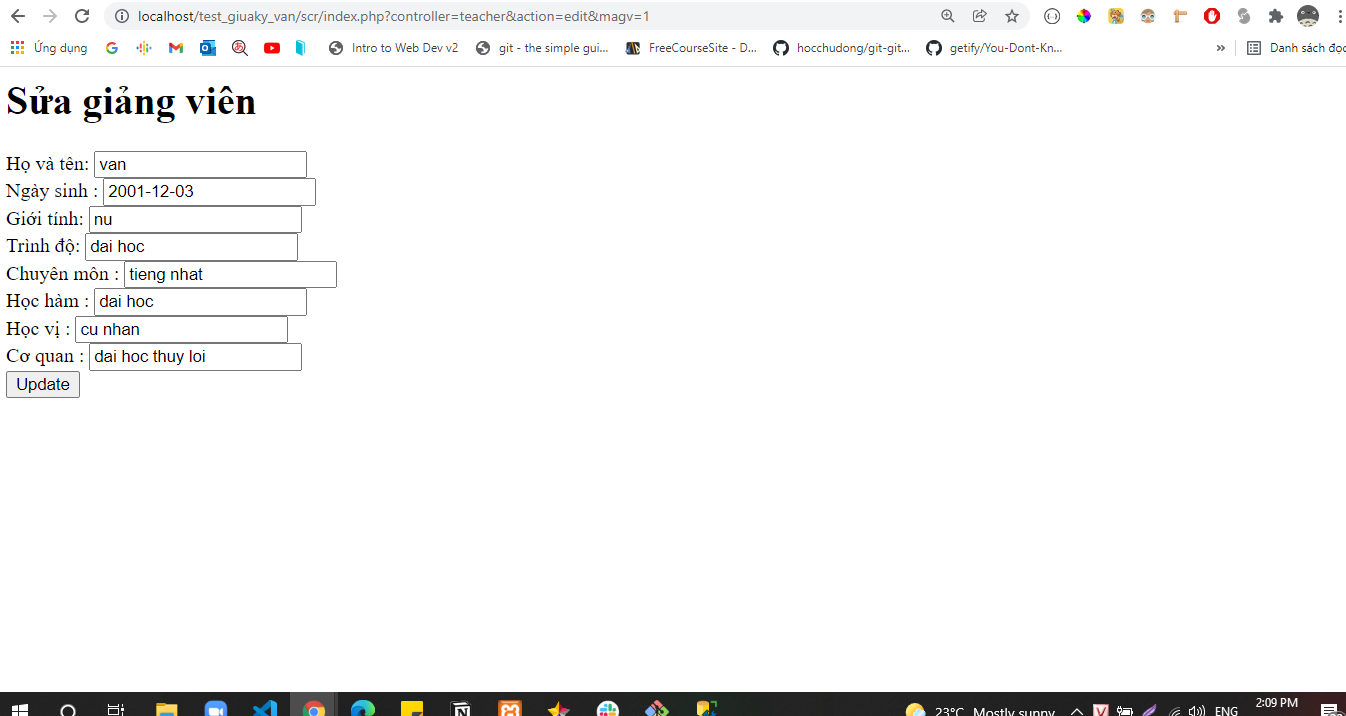 localhost/test_giuaky_van/scr/index.php?controller=teacher&action=edit&magv=1
Ứng dụng Intro to Web Dev v2 git - the simple gui... FreeCourseSite - D... hocchudong/git-git... getify/You-Dont-Kn... » Danh sách đọc
Sửa giảng viên
Họ và tên: van
Ngày sinh : 2001-12-03
Giới tính: nu
Trình độ: dai hoc
Chuyên môn : tieng nhat
Học hàm : dai hoc
Học vị : cu nhan
Cơ quan : dai hoc thuy loi
Update
23°C Mostly sunny ENG 2:09 PM